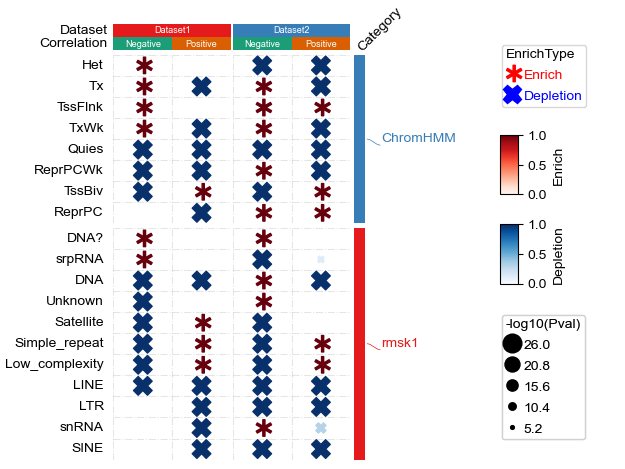 Dataset
Dataset1 Dataset2
Correlation
Negative Positive Negative Positive
Category
Het
Tx
TssFlnk
TxWk
Quies
ReprPCWk
TssBiv
ReprPC
ChromHMM
DNA?
srpRNA
DNA
Unknown
Satellite
Simple_repeat
Low_complexity
LINE
LTR
snRNA
SINE
rmsk1
EnrichType
Enrich
Depletion
1.0
0.5
0.0
Enrich
1.0
0.5
0.0
Depletion
-log10(Pval)
26.0
20.8
15.6
10.4
5.2